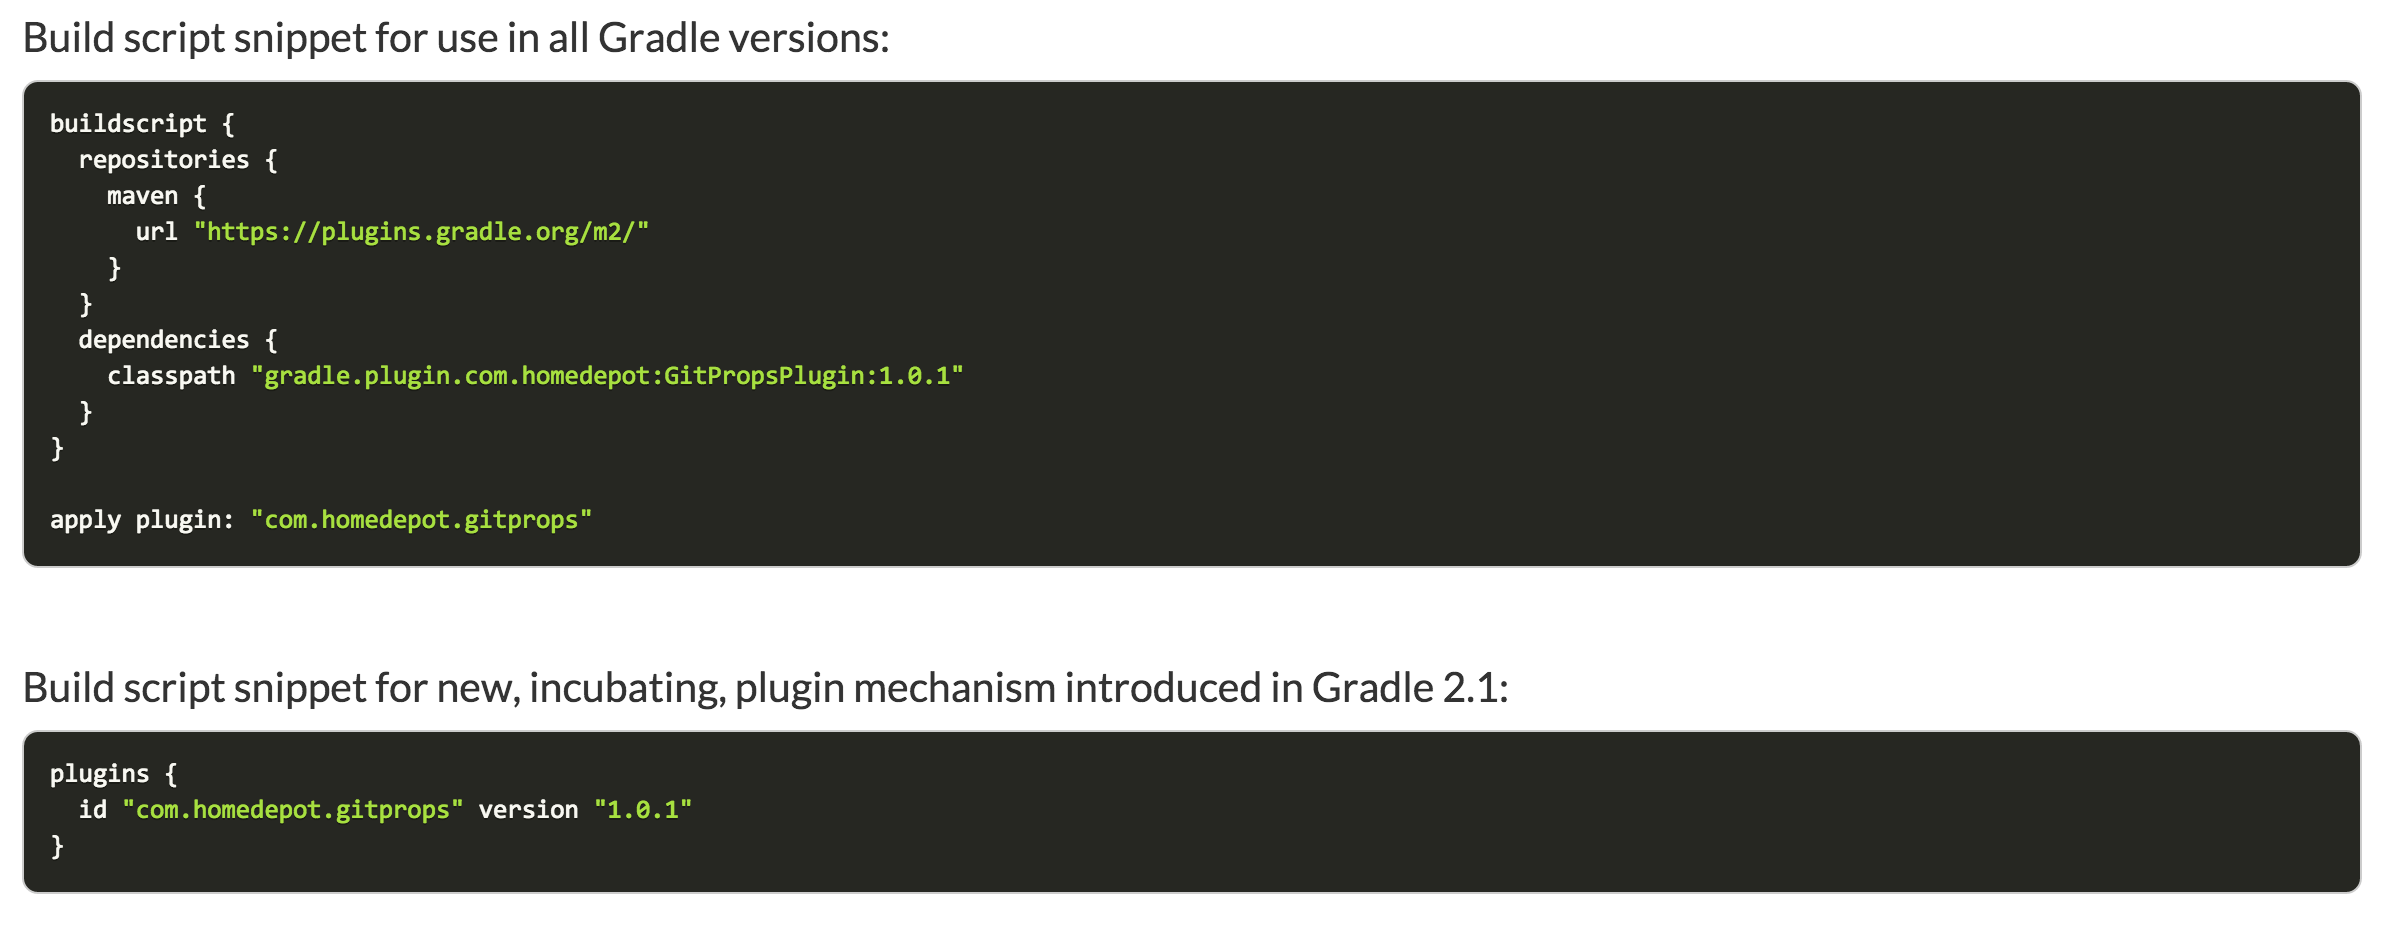 Build script snippet for use in all Gradle versions:
buildscript {
  repositories {
    maven {
      url "https://plugins.gradle.org/m2/"
    }
  }
  dependencies {
    classpath "gradle.plugin.com.homedepot:GitPropsPlugin:1.0.1"
  }
}

apply plugin: "com.homedepot.gitprops"
Build script snippet for new, incubating, plugin mechanism introduced in Gradle 2.1:
plugins {
  id "com.homedepot.gitprops" version "1.0.1"
}